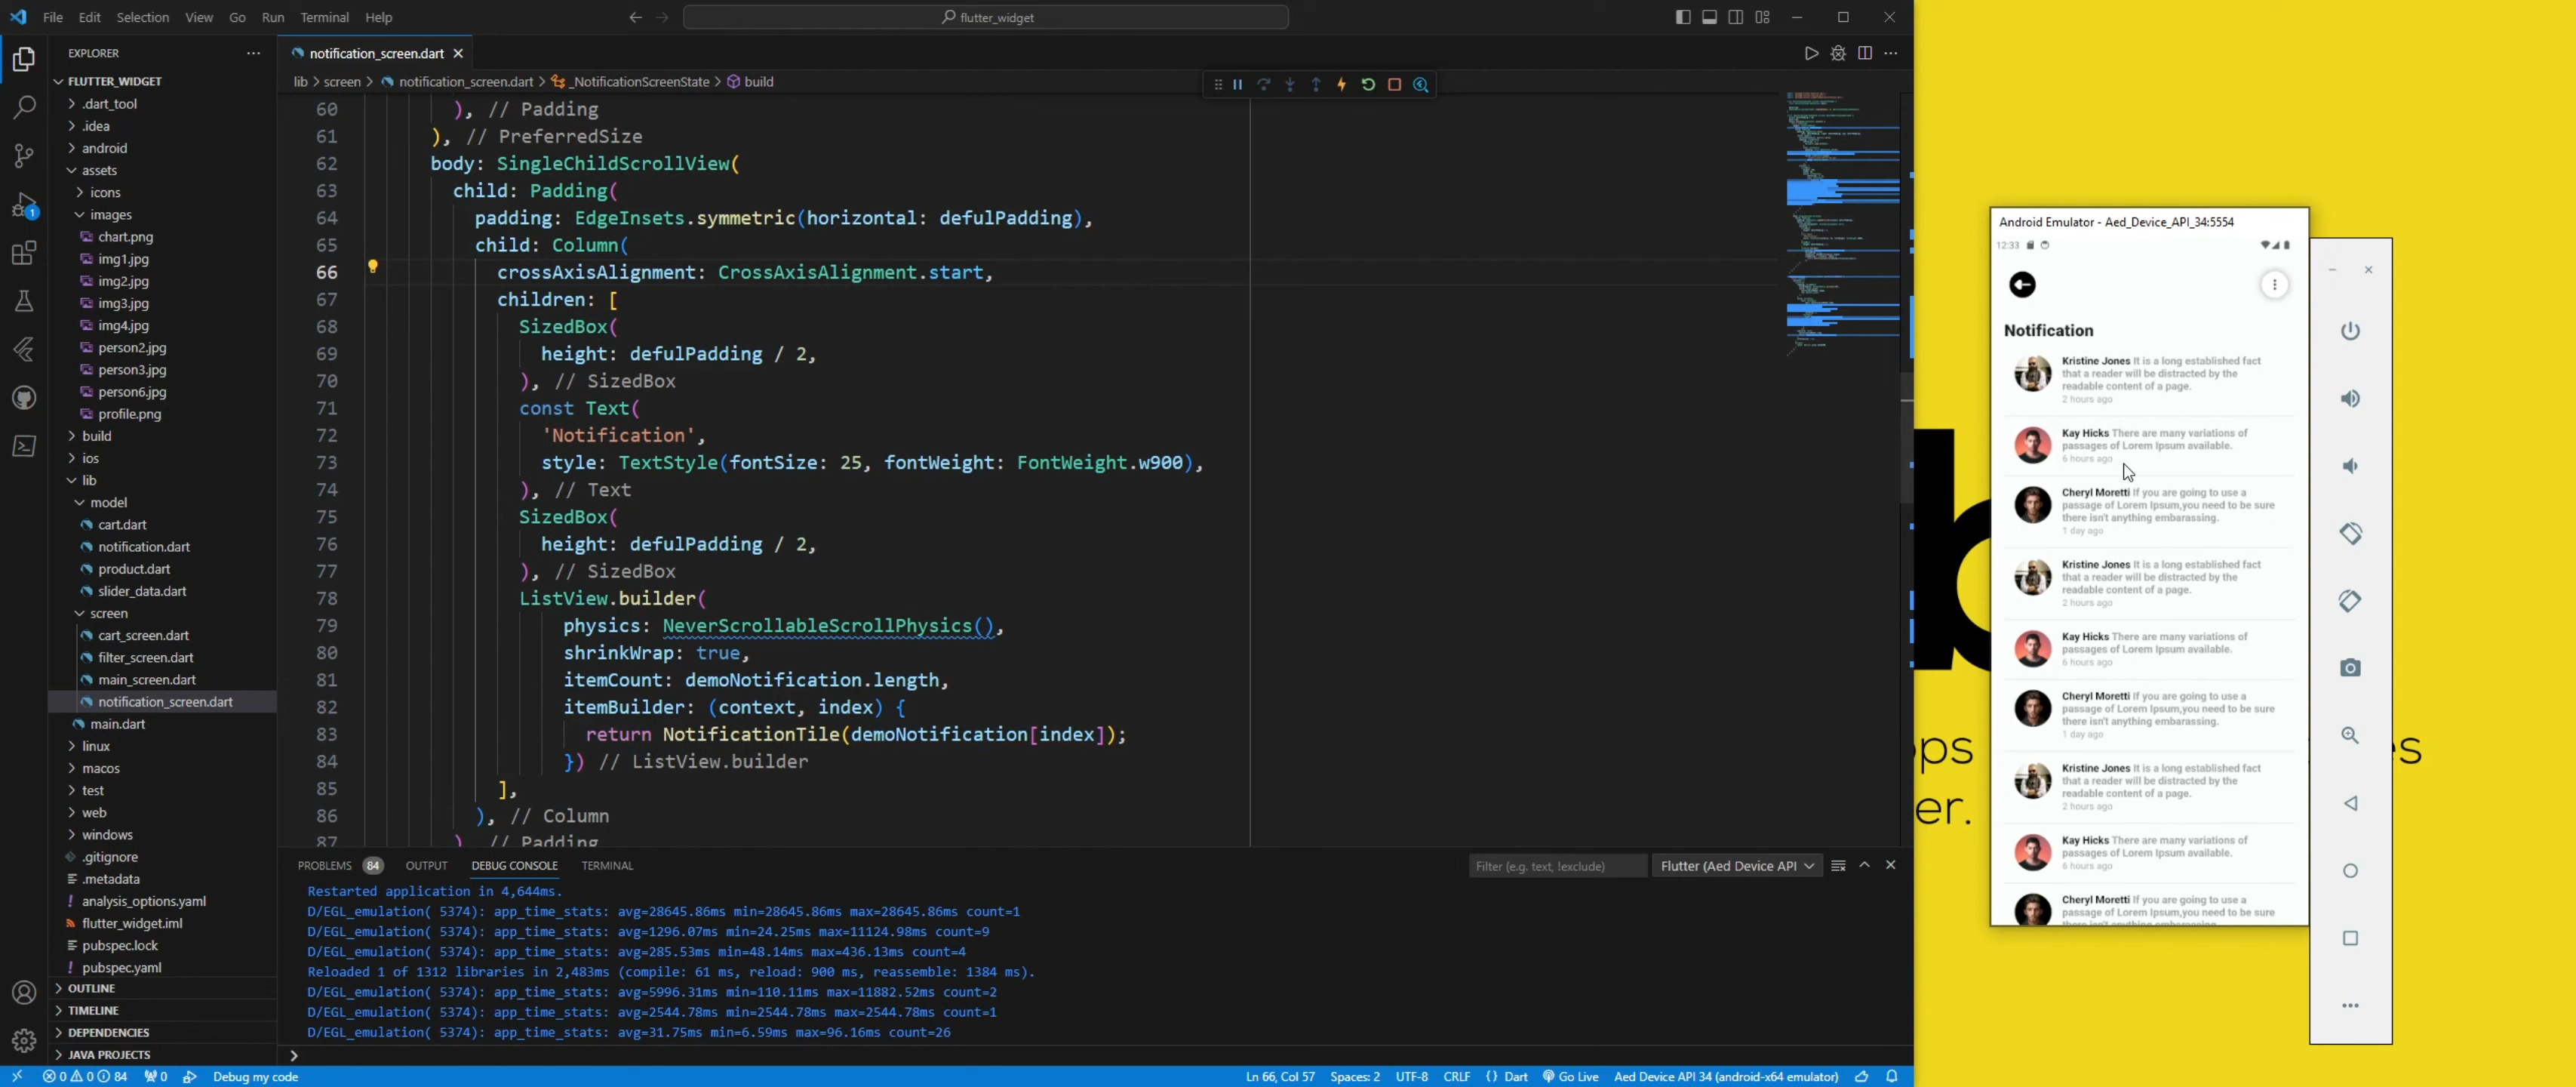 File Edit Selection View Go Run Terminal Help
flutter_widget
EXPLORER
FLUTTER_WIDGET
.dart_tool
.idea
android
assets
icons
images
chart.png
img1.jpg
img2.jpg
img3.jpg
img4.jpg
person2.jpg
person3.jpg
person6.jpg
profile.png
build
ios
lib
model
cart.dart
notification.dart
product.dart
slider_data.dart
screen
cart_screen.dart
filter_screen.dart
main_screen.dart
notification_screen.dart
main.dart
linux
macos
test
web
windows
.gitignore
.metadata
analysis_options.yaml
flutter_widget.iml
pubspec.lock
pubspec.yaml
OUTLINE
TIMELINE
DEPENDENCIES
JAVA PROJECTS
1
notification_screen.dart
lib > screen > notification_screen.dart > _NotificationScreenState > build
60 ), // Padding
61 ), // PreferredSize
62 body: SingleChildScrollView(
63 child: Padding(
64 padding: EdgeInsets.symmetric(horizontal: defulPadding),
65 child: Column(
66 crossAxisAlignment: CrossAxisAlignment.start,
67 children: [
68 SizedBox(
69 height: defulPadding / 2,
70 ), // SizedBox
71 const Text(
72 'Notification',
73 style: TextStyle(fontSize: 25, fontWeight: FontWeight.w900),
74 ), // Text
75 SizedBox(
76 height: defulPadding / 2,
77 ), // SizedBox
78 ListView.builder(
79 physics: NeverScrollableScrollPhysics(),
80 shrinkWrap: true,
81 itemCount: demoNotification.length,
82 itemBuilder: (context, index) {
83 return NotificationTile(demoNotification[index]);
84 }) // ListView.builder
85 ],
86 ), // Column
87 ) // Padding
PROBLEMS 84 OUTPUT DEBUG CONSOLE TERMINAL
Filter (e.g. text, !exclude)
Flutter (Aed Device API
Restarted application in 4,644ms.
D/EGL_emulation( 5374): app_time_stats: avg=28645.86ms min=28645.86ms max=28645.86ms count=1
D/EGL_emulation( 5374): app_time_stats: avg=1296.07ms min=24.25ms max=11124.98ms count=9
D/EGL_emulation( 5374): app_time_stats: avg=285.53ms min=48.14ms max=436.13ms count=4
Reloaded 1 of 1312 libraries in 2,483ms (compile: 61 ms, reload: 900 ms, reassemble: 1384 ms).
D/EGL_emulation( 5374): app_time_stats: avg=5996.31ms min=110.11ms max=11882.52ms count=2
D/EGL_emulation( 5374): app_time_stats: avg=2544.78ms min=2544.78ms max=2544.78ms count=1
D/EGL_emulation( 5374): app_time_stats: avg=31.75ms min=6.59ms max=96.16ms count=26
0 0 84 0 Debug my code
Ln 66, Col 57 Spaces: 2 UTF-8 CRLF {} Dart Go Live Aed Device API 34 (android-x64 emulator)
Android Emulator - Aed_Device_API_34:5554
12:33
Notification
Kristine Jones It is a long established fact
that a reader will be distracted by the
readable content of a page.
2 hours ago
Kay Hicks There are many variations of
passages of Lorem Ipsum available.
6 hours ago
Cheryl Moretti If you are going to use a
passage of Lorem Ipsum,you need to be sure
there isn't anything embarassing.
1 day ago
Kristine Jones It is a long established fact
that a reader will be distracted by the
readable content of a page.
2 hours ago
Kay Hicks There are many variations of
passages of Lorem Ipsum available.
6 hours ago
Cheryl Moretti If you are going to use a
passage of Lorem Ipsum,you need to be sure
there isn't anything embarassing.
1 day ago
Kristine Jones It is a long established fact
that a reader will be distracted by the
readable content of a page.
2 hours ago
Kay Hicks There are many variations of
passages of Lorem Ipsum available.
6 hours ago
Cheryl Moretti If you are going to use a
passage of Lorem Ipsum,you need to be sure
there isn't anything embarassing.
b
ops es
er.